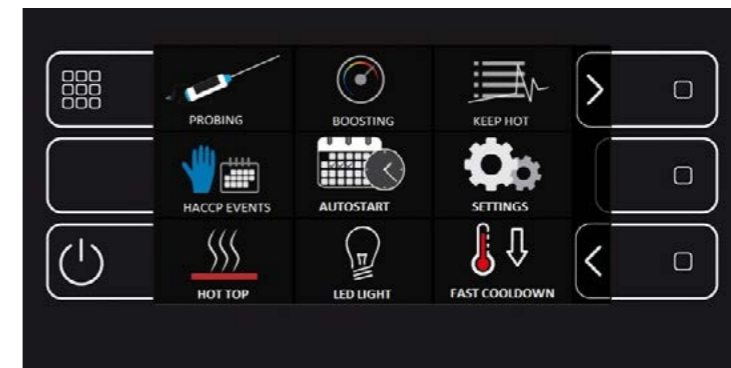 PROBING
BOOSTING
KEEP HOT
HACCP EVENTS
AUTOSTART
SETTINGS
HOT TOP
LED LIGHT
FAST COOLDOWN